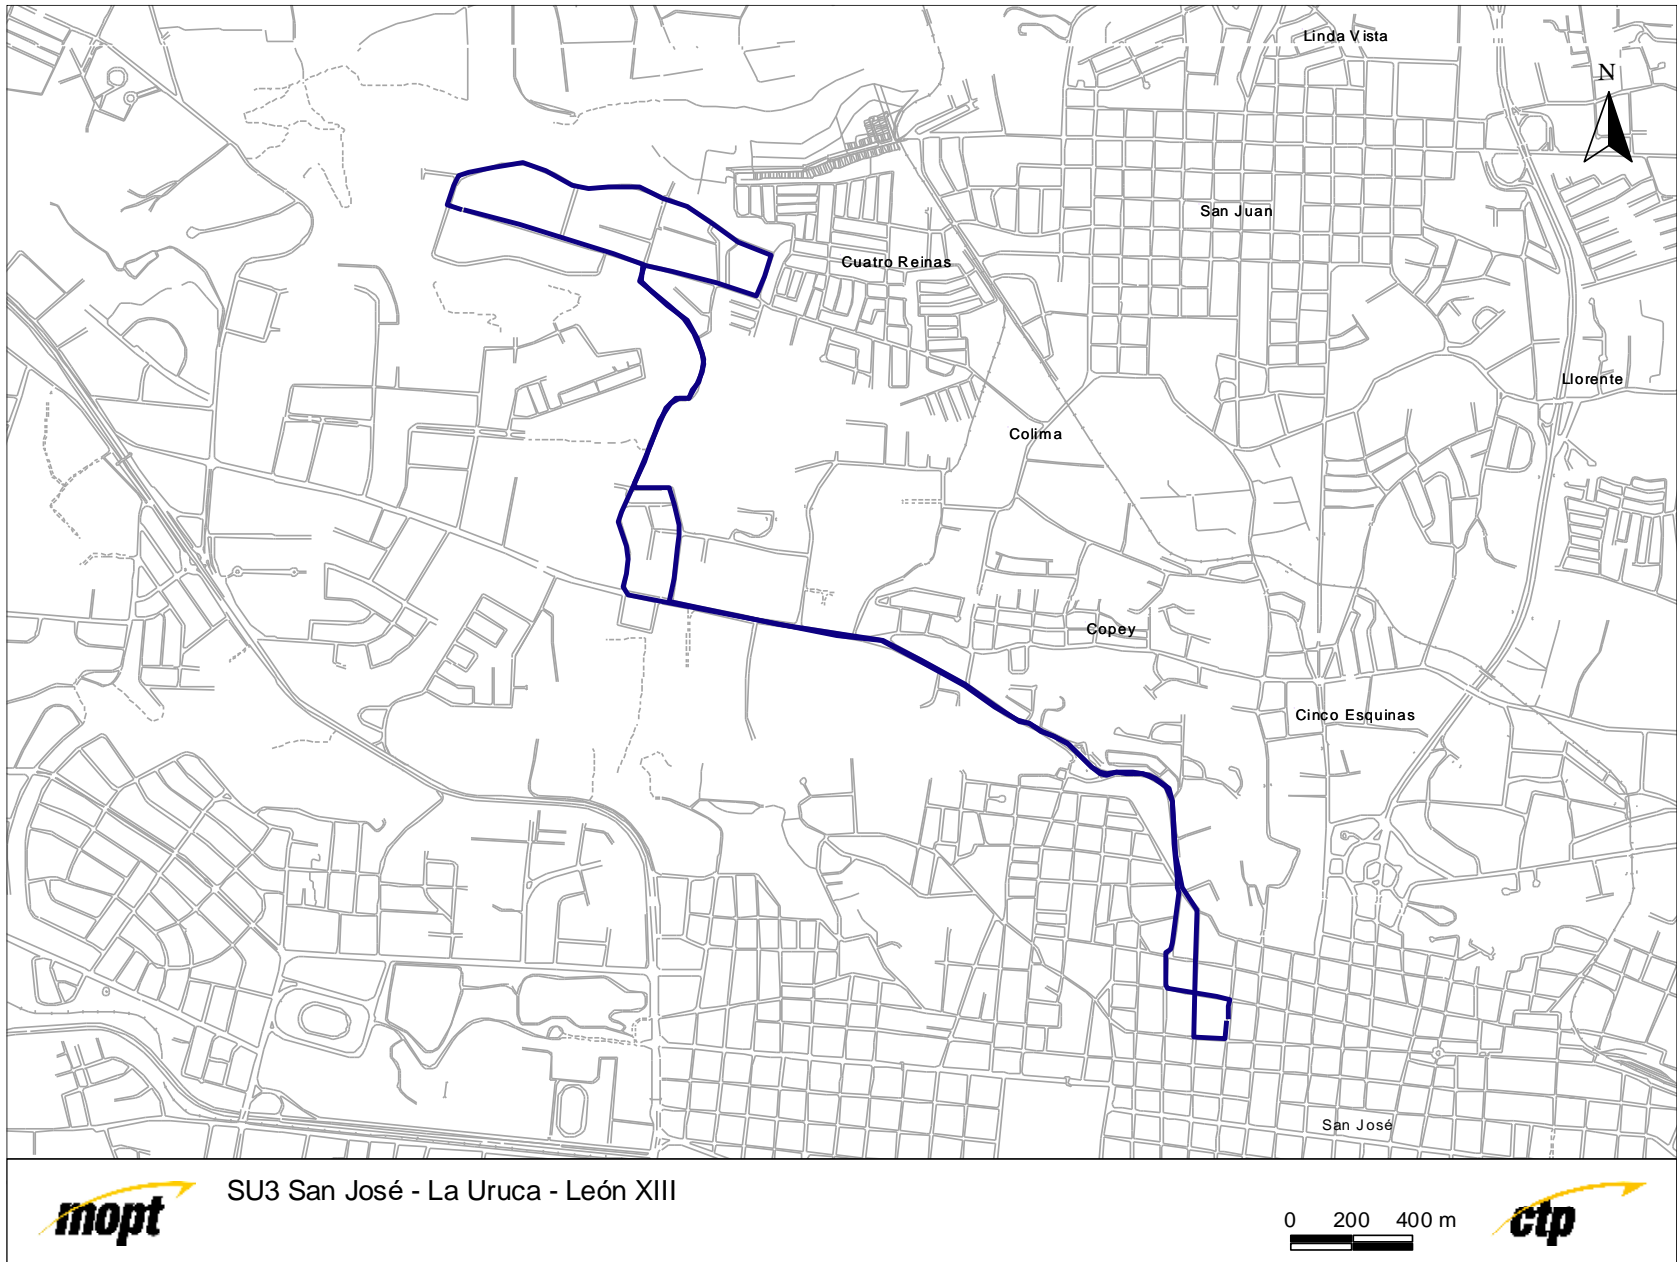 Linda Vista
N
San Juan
Cuatro Reinas
Llorente
Colima
Copey
Cinco Esquinas
San José
mopt
SU3 San José - La Uruca - León XIII
0 200 400 m
ctp